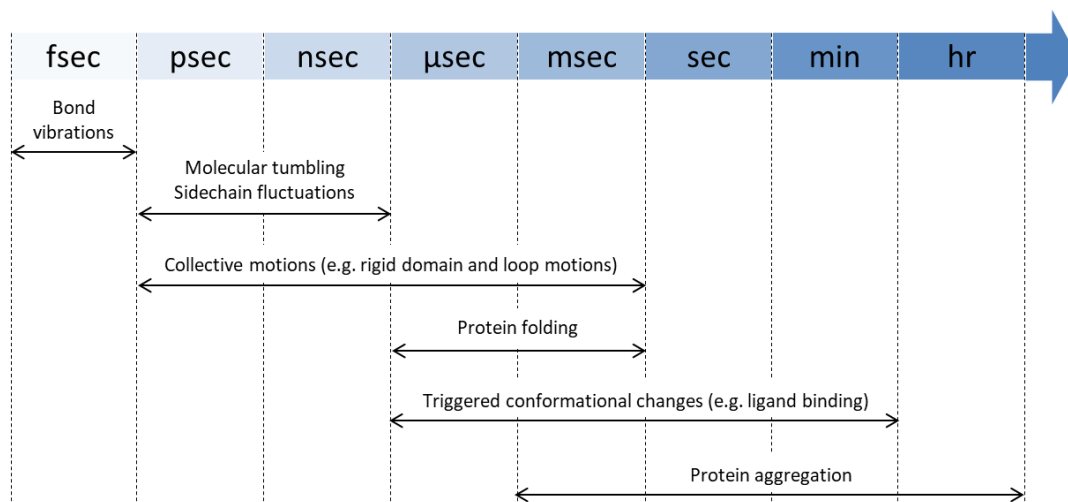 fsec psec nsec µsec msec sec min hr
Bond
vibrations
Molecular tumbling
Sidechain fluctuations
Collective motions (e.g. rigid domain and loop motions)
Protein folding
Triggered conformational changes (e.g. ligand binding)
Protein aggregation